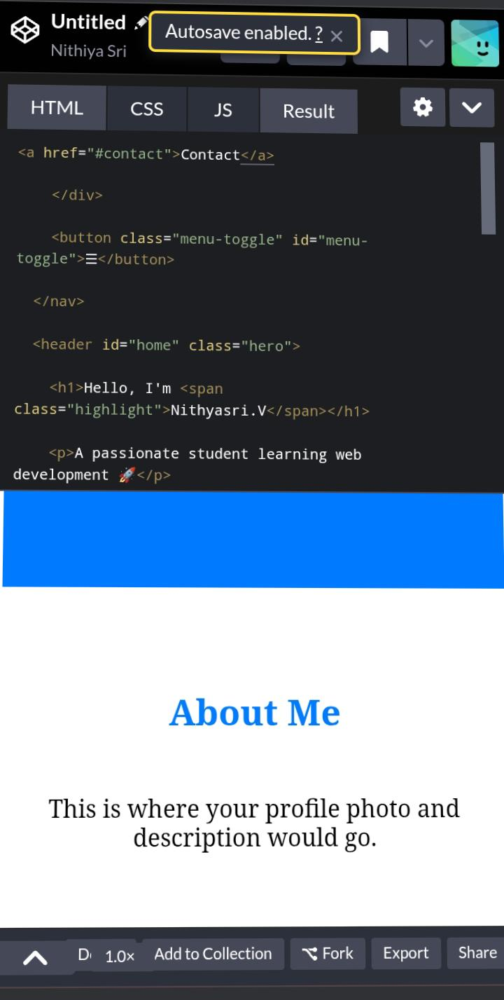 Untitled
Nithiya Sri
Autosave enabled. ?
HTML CSS JS Result
<a href="#contact">Contact</a>
</div>
<button class="menu-toggle" id="menu-
toggle">☰</button>
</nav>
<header id="home" class="hero">
<h1>Hello, I'm <span
class="highlight">Nithyasri.V</span></h1>
<p>A passionate student learning web
development 🚀</p>
About Me
This is where your profile photo and
description would go.
1.0× Add to Collection Fork Export Share